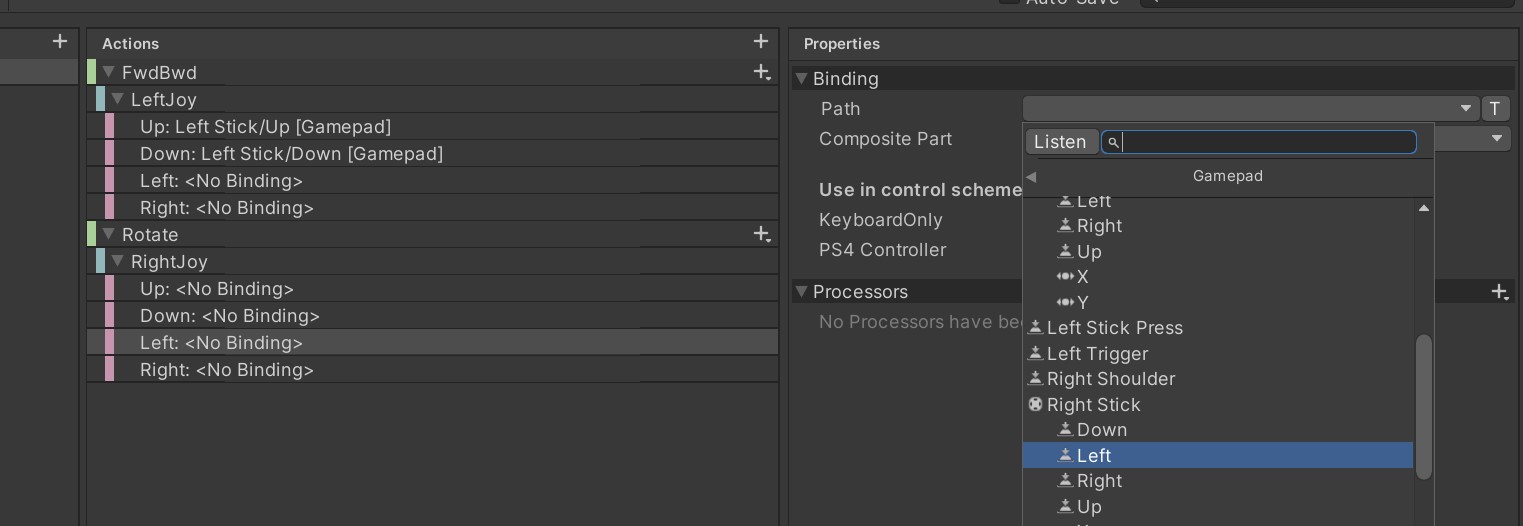 Auto-Save
Actions
FwdBwd
LeftJoy
Up: Left Stick/Up [Gamepad]
Down: Left Stick/Down [Gamepad]
Left: <No Binding>
Right: <No Binding>
Rotate
RightJoy
Up: <No Binding>
Down: <No Binding>
Left: <No Binding>
Right: <No Binding>
Properties
Binding
Path
T
Composite Part
Use in control scheme
KeyboardOnly
PS4 Controller
Processors
No Processors have bee
Listen
Gamepad
Left
Right
Up
X
Y
Left Stick Press
Left Trigger
Right Shoulder
Right Stick
Down
Left
Right
Up